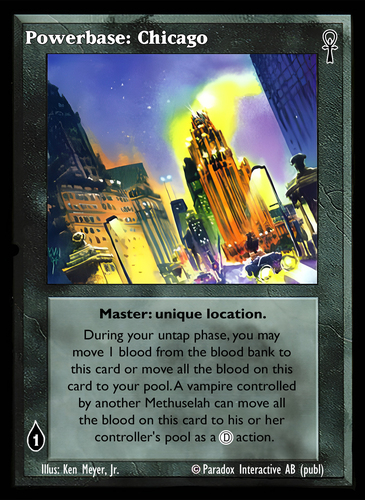 Powerbase: Chicago
Master: unique location.
During your untap phase, you may
move 1 blood from the blood bank to
this card or move all the blood on this
card to your pool. A vampire controlled
by another Methuselah can move all
the blood on this card to his or her
controller's pool as a D action.
1
Illus: Ken Meyer, Jr. © Paradox Interactive AB (publ)